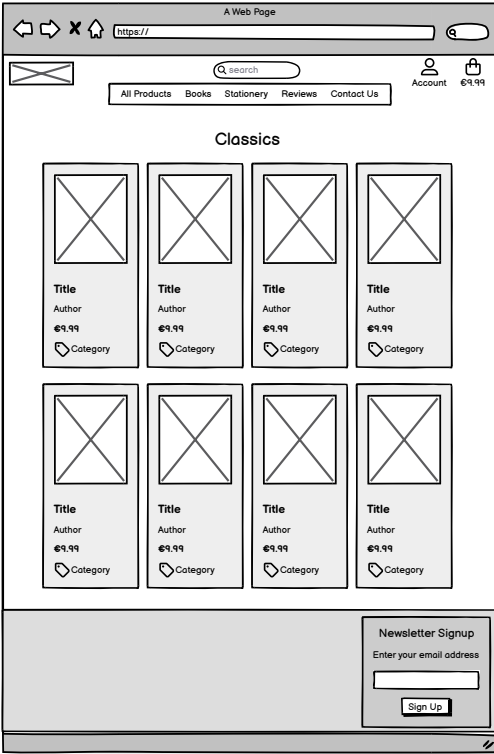 A Web Page
https://
search
Account
€9.99
All Products Books Stationery Reviews Contact Us
Classics
Title Title Title Title
Author Author Author Author
€9.99 €9.99 €9.99 €9.99
Category Category Category Category
Title Title Title Title
Author Author Author Author
€9.99 €9.99 €9.99 €9.99
Category Category Category Category
Newsletter Signup
Enter your email address
Sign Up